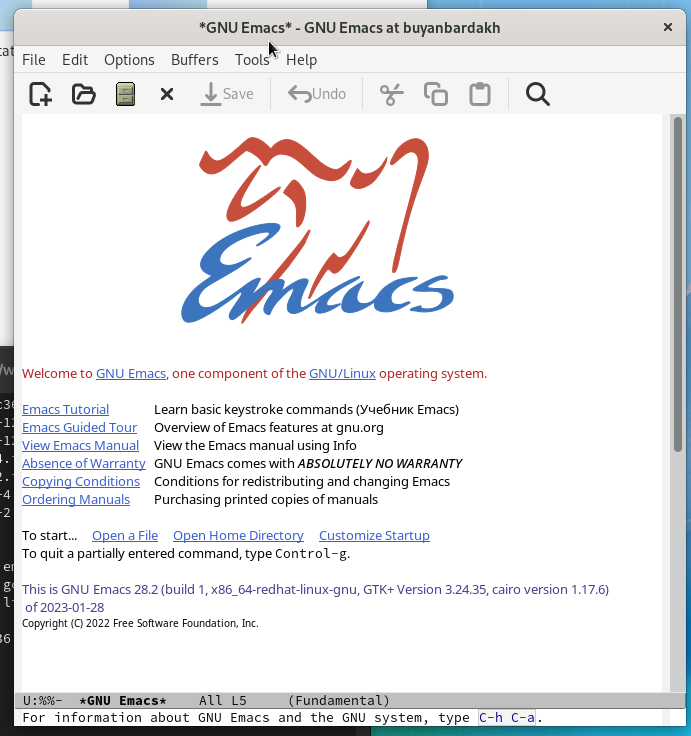 *GNU Emacs* - GNU Emacs at buyanbardakh
File Edit Options Buffers Tools Help
Save Undo
Emacs
Welcome to GNU Emacs, one component of the GNU/Linux operating system.
Emacs Tutorial Learn basic keystroke commands (Учебник Emacs)
Emacs Guided Tour Overview of Emacs features at gnu.org
View Emacs Manual View the Emacs manual using Info
Absence of Warranty GNU Emacs comes with ABSOLUTELY NO WARRANTY
Copying Conditions Conditions for redistributing and changing Emacs
Ordering Manuals Purchasing printed copies of manuals
To start... Open a File Open Home Directory Customize Startup
To quit a partially entered command, type Control-g.
This is GNU Emacs 28.2 (build 1, x86_64-redhat-linux-gnu, GTK+ Version 3.24.35, cairo version 1.17.6)
of 2023-01-28
Copyright (C) 2022 Free Software Foundation, Inc.
U:%%- *GNU Emacs* All L5 (Fundamental)
For information about GNU Emacs and the GNU system, type C-h C-a.